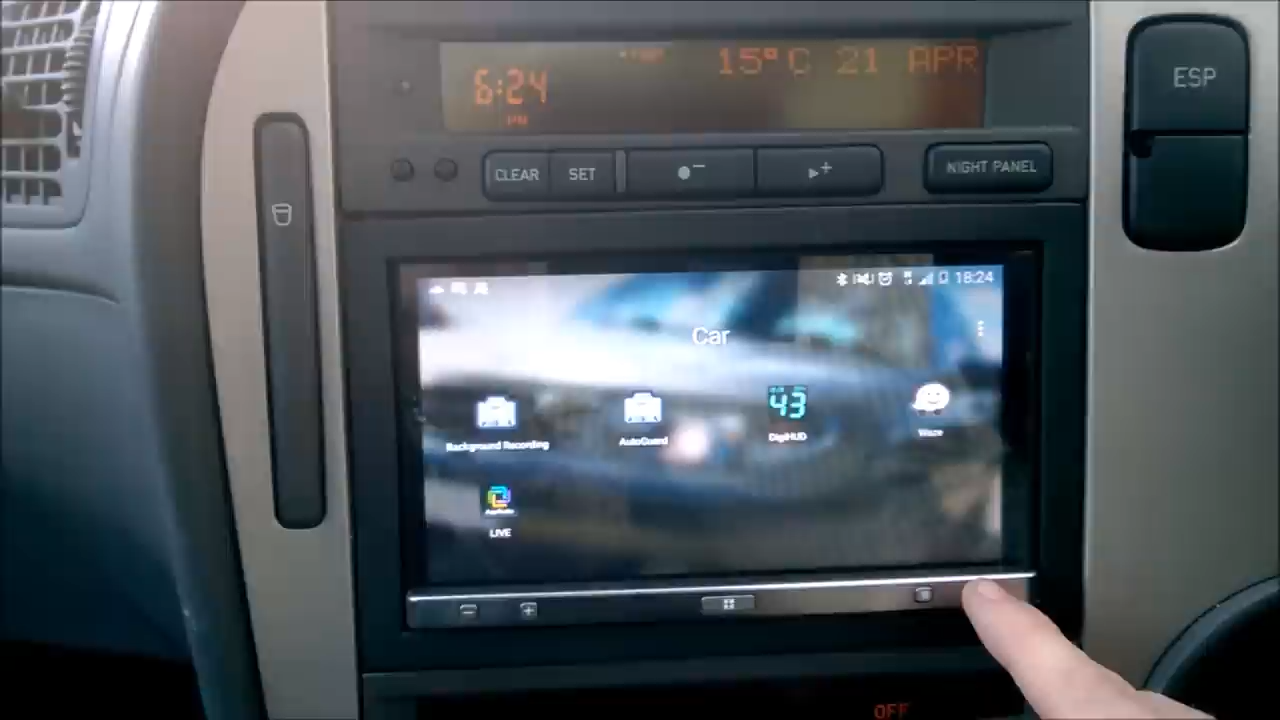 15°C 21 APR
6:24
PM
ESP
CLEAR
SET
NIGHT PANEL
18:24
Car
43
Background Recording
AutoGuard
DigiHUD
Waze
LIVE
OFF